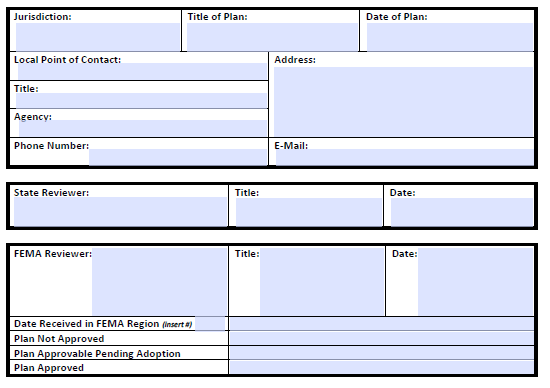 Jurisdiction: Title of Plan: Date of Plan:
Local Point of Contact: Address:
Title:
Agency:
Phone Number: E-Mail:
State Reviewer: Title: Date:
FEMA Reviewer: Title: Date:
Date Received in FEMA Region (insert #)
Plan Not Approved
Plan Approvable Pending Adoption
Plan Approved